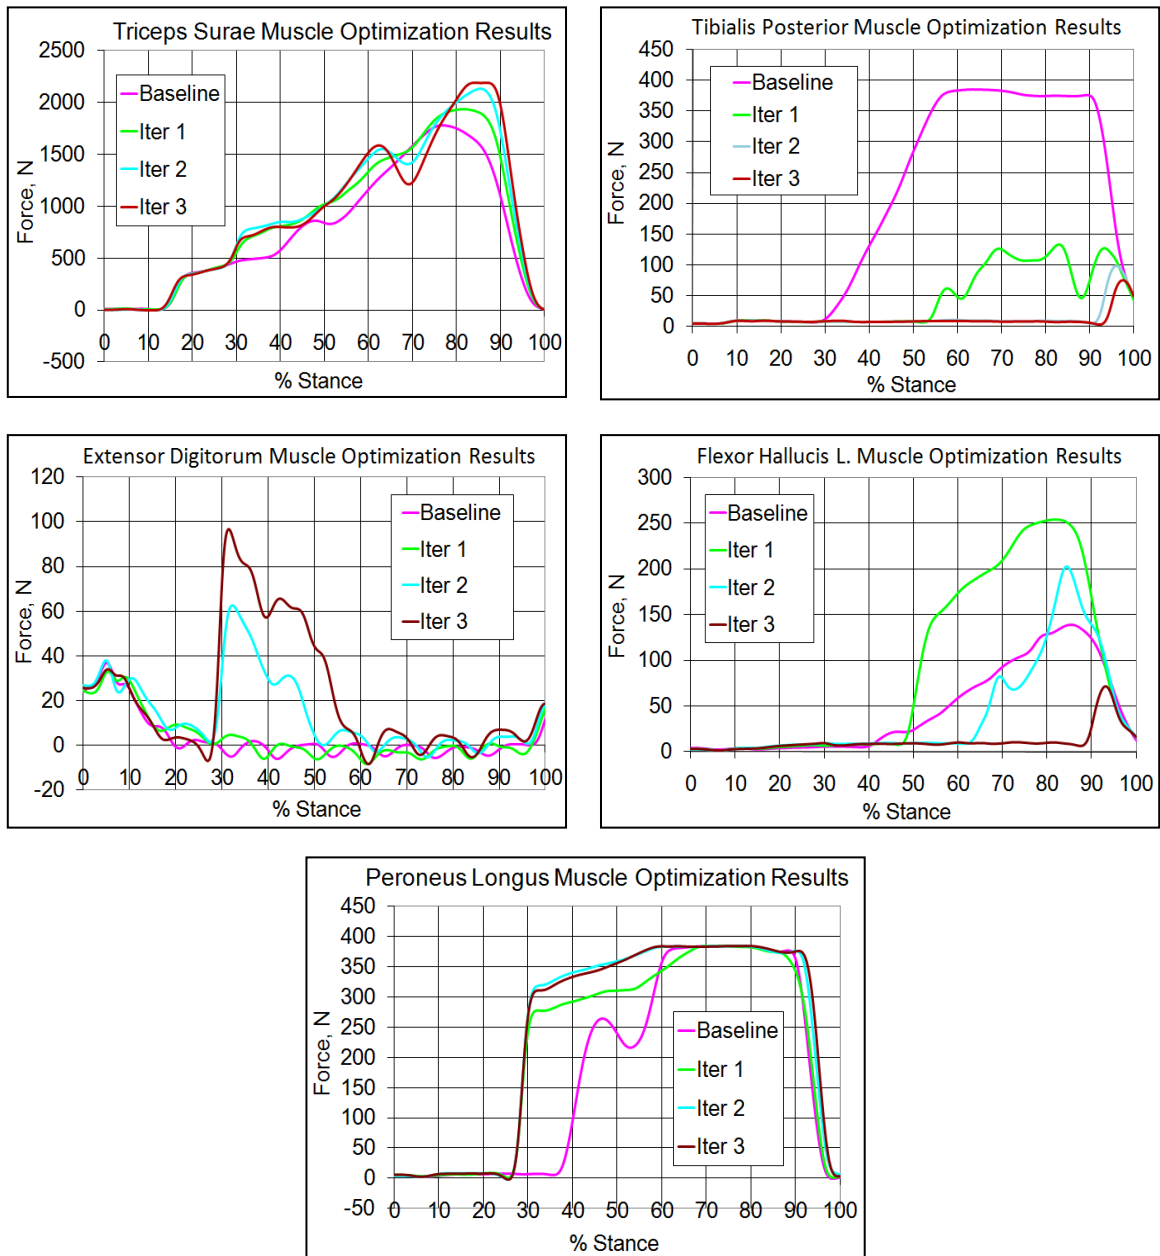 Triceps Surae Muscle Optimization Results
2500
2000
1500
1000
500
0
-500
Force, N
Baseline
Iter 1
Iter 2
Iter 3
0 10 20 30 40 50 60 70 80 90 100
% Stance
Tibialis Posterior Muscle Optimization Results
450
400
350
300
250
200
150
100
50
0
Force, N
Baseline
Iter 1
Iter 2
Iter 3
0 10 20 30 40 50 60 70 80 90 100
% Stance
Extensor Digitorum Muscle Optimization Results
120
100
80
60
40
20
0
-20
Force, N
Baseline
Iter 1
Iter 2
Iter 3
0 10 20 30 40 50 60 70 80 90 100
% Stance
Flexor Hallucis L. Muscle Optimization Results
300
250
200
150
100
50
0
Force, N
Baseline
Iter 1
Iter 2
Iter 3
0 10 20 30 40 50 60 70 80 90 100
% Stance
Peroneus Longus Muscle Optimization Results
450
400
350
300
250
200
150
100
50
0
-50
Force, N
Baseline
Iter 1
Iter 2
Iter 3
0 10 20 30 40 50 60 70 80 90 100
% Stance